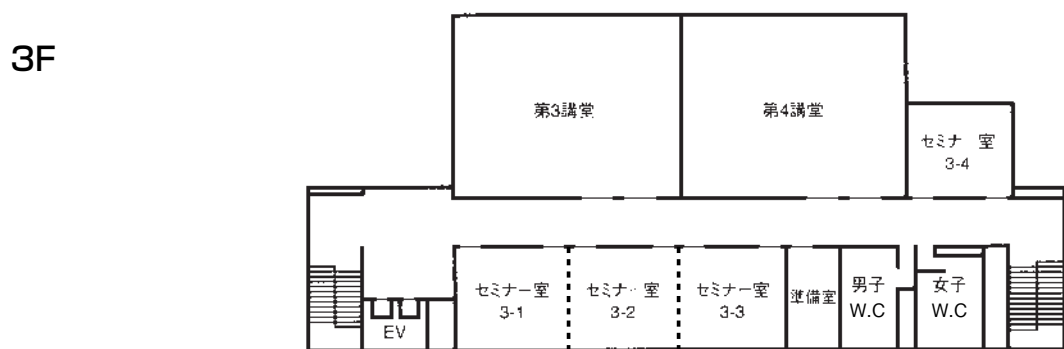 3F
第3講堂
第4講堂
セミナー室
3-4
セミナー室
3-1
セミナー室
3-2
セミナー室
3-3
準備室
男子
W.C
女子
W.C
EV